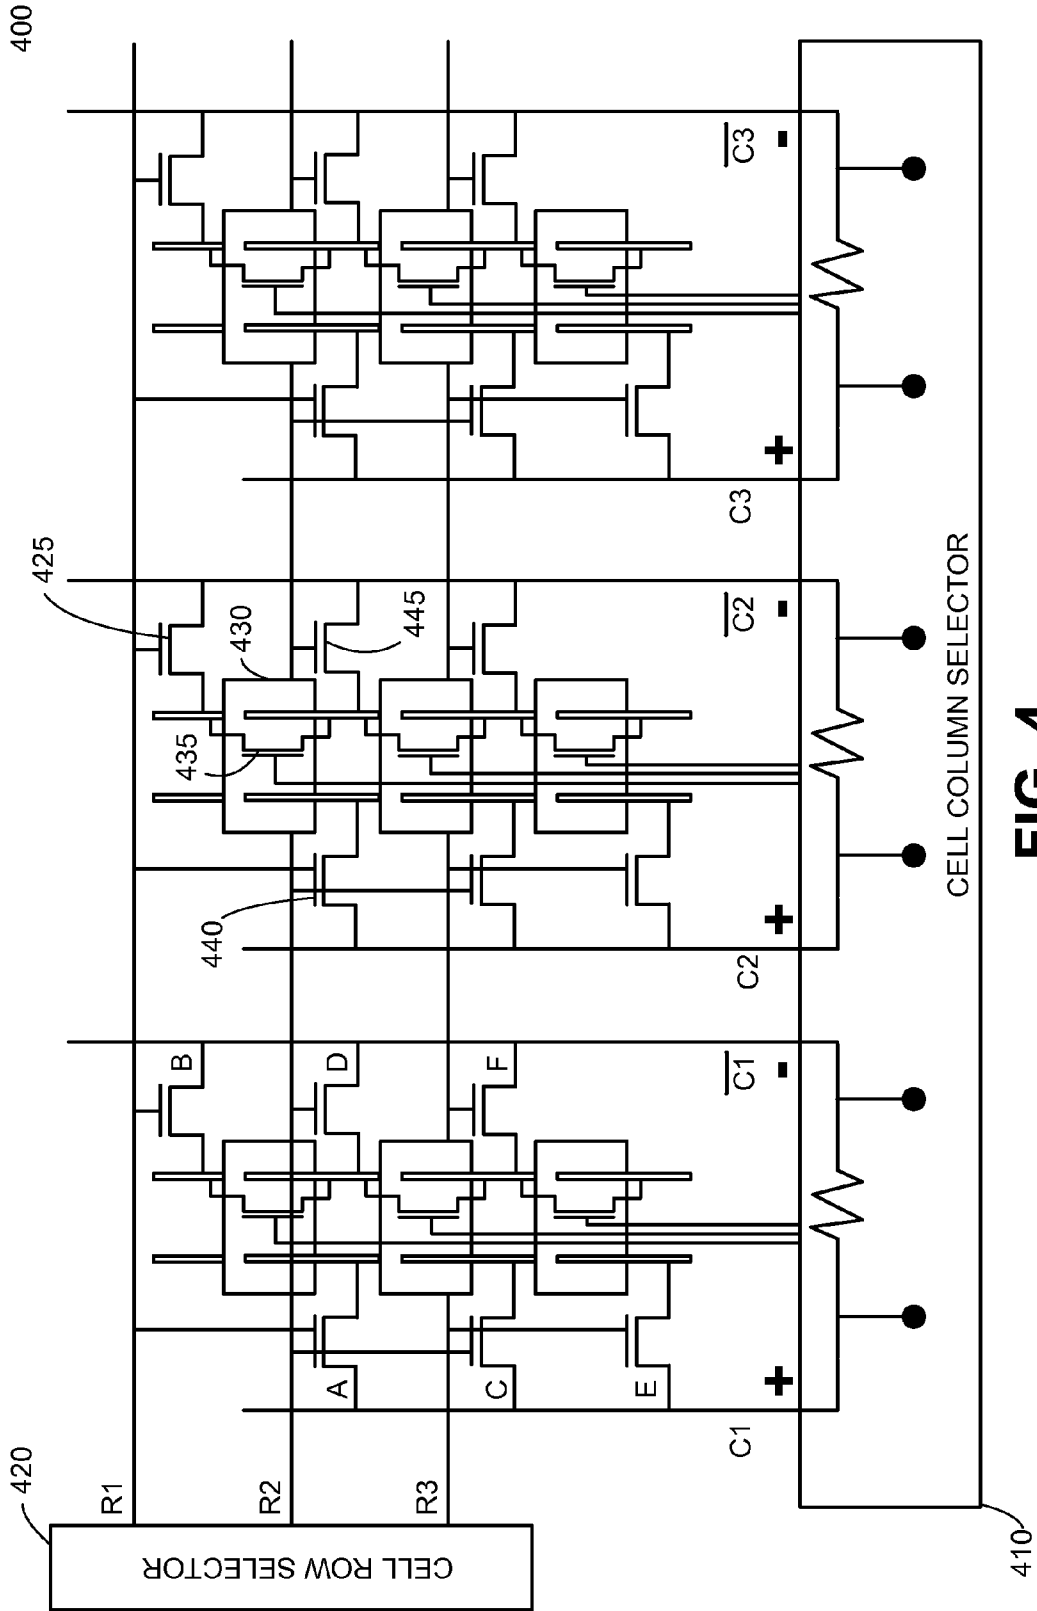 400
420
CELL ROW SELECTOR
R1
R2
R3
B
D
F
A
C
E
425
430
435
440
445
C1
C1
C2
C2
C3
C3
+ -
+ -
+ -
CELL COLUMN SELECTOR
410
FIG. 4